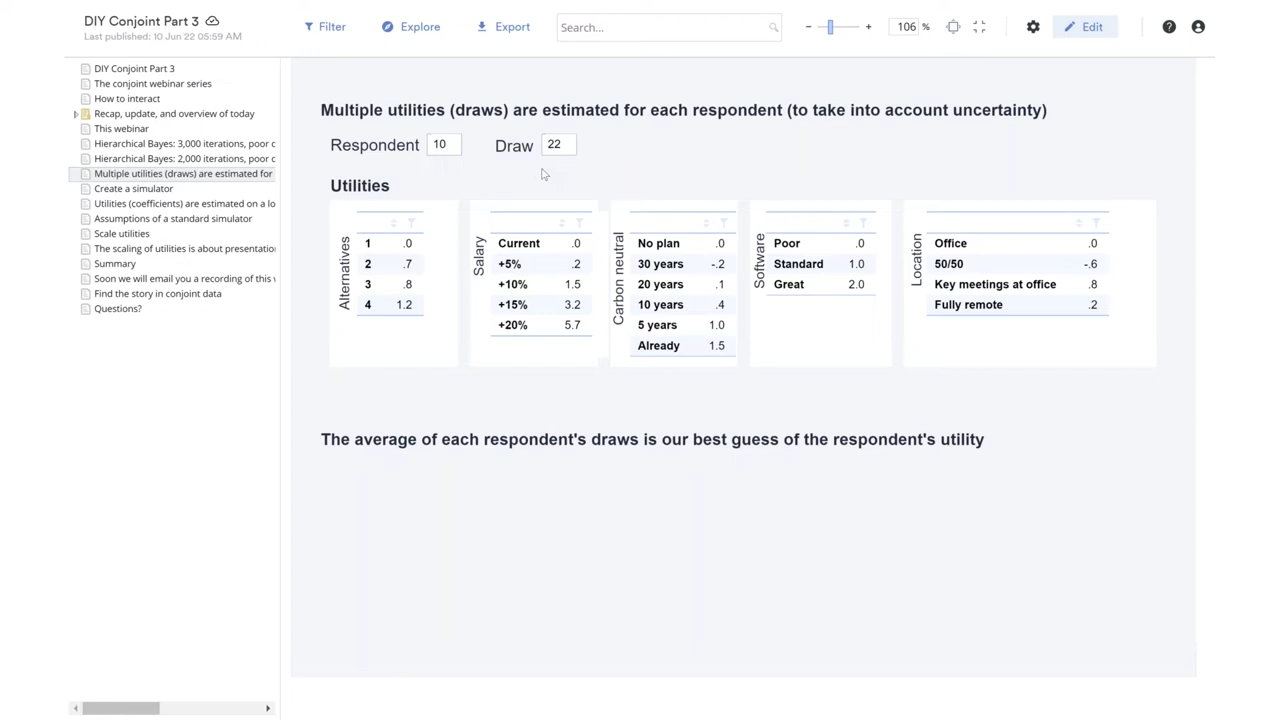 DIY Conjoint Part 3
Last published: 10 Jun 22 05:59 AM
Filter
Explore
Export
Search...
106 %
Edit
DIY Conjoint Part 3
The conjoint webinar series
How to interact
Recap, update, and overview of today
This webinar
Hierarchical Bayes: 3,000 iterations, poor c
Hierarchical Bayes: 2,000 iterations, poor c
Multiple utilities (draws) are estimated for
Create a simulator
Utilities (coefficients) are estimated on a lo
Assumptions of a standard simulator
Scale utilities
The scaling of utilities is about presentation
Summary
Soon we will email you a recording of this v
Find the story in conjoint data
Questions?
Multiple utilities (draws) are estimated for each respondent (to take into account uncertainty)
Respondent 10 Draw 22
Utilities
Alternatives
1 .0
2 .7
3 .8
4 1.2
Salary
Current .0
+5% .2
+10% 1.5
+15% 3.2
+20% 5.7
Carbon neutral
No plan .0
30 years -.2
20 years .1
10 years .4
5 years 1.0
Already 1.5
Software
Poor .0
Standard 1.0
Great 2.0
Location
Office .0
50/50 -.6
Key meetings at office .8
Fully remote .2
The average of each respondent's draws is our best guess of the respondent's utility